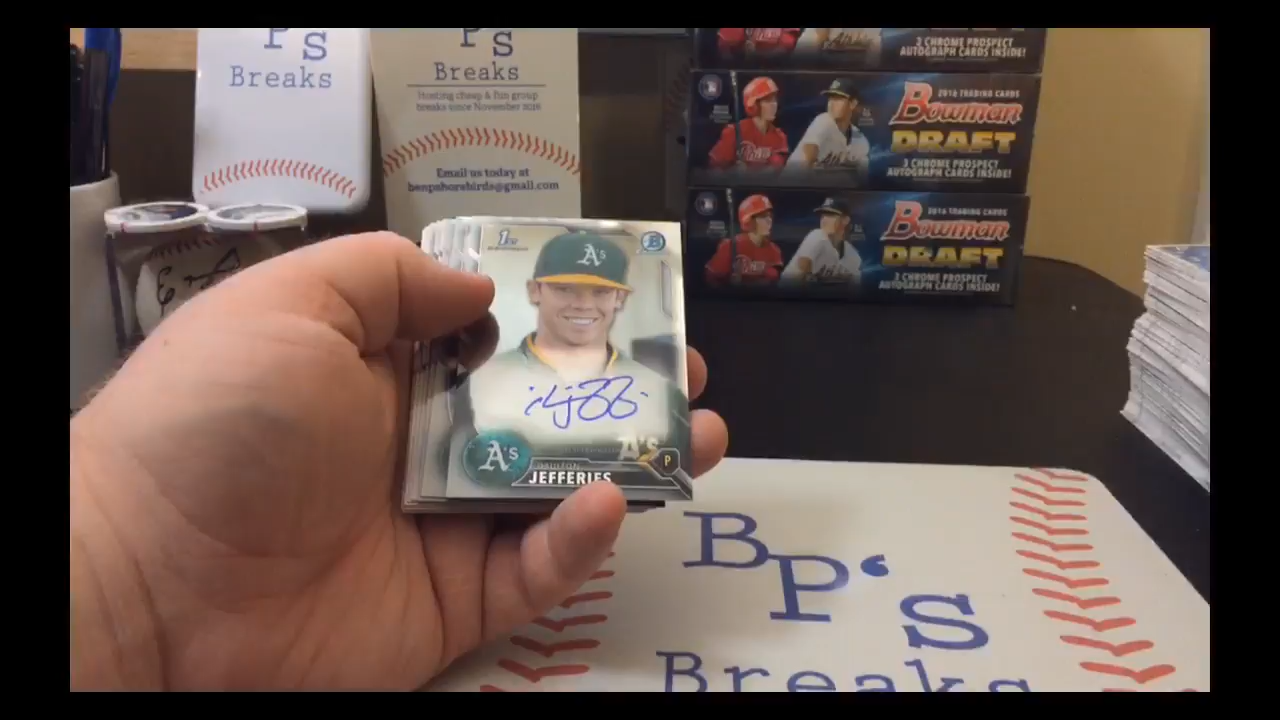 P S
Breaks
P S
Breaks
Hosting cheap & fun group
breaks since November 2016
Email us today at
benpshorebirds@gmail.com
3 CHROME PROSPECT
AUTOGRAPH CARDS INSIDE!
2016 TRADING CARDS
Bowman
DRAFT
3 CHROME PROSPECT
AUTOGRAPH CARDS INSIDE!
2016 TRADING CARDS
Bowman
DRAFT
3 CHROME PROSPECT
AUTOGRAPH CARDS INSIDE!
1ST
B
A's
A's
A's
P
JEFFERIES
BP's
Breaks